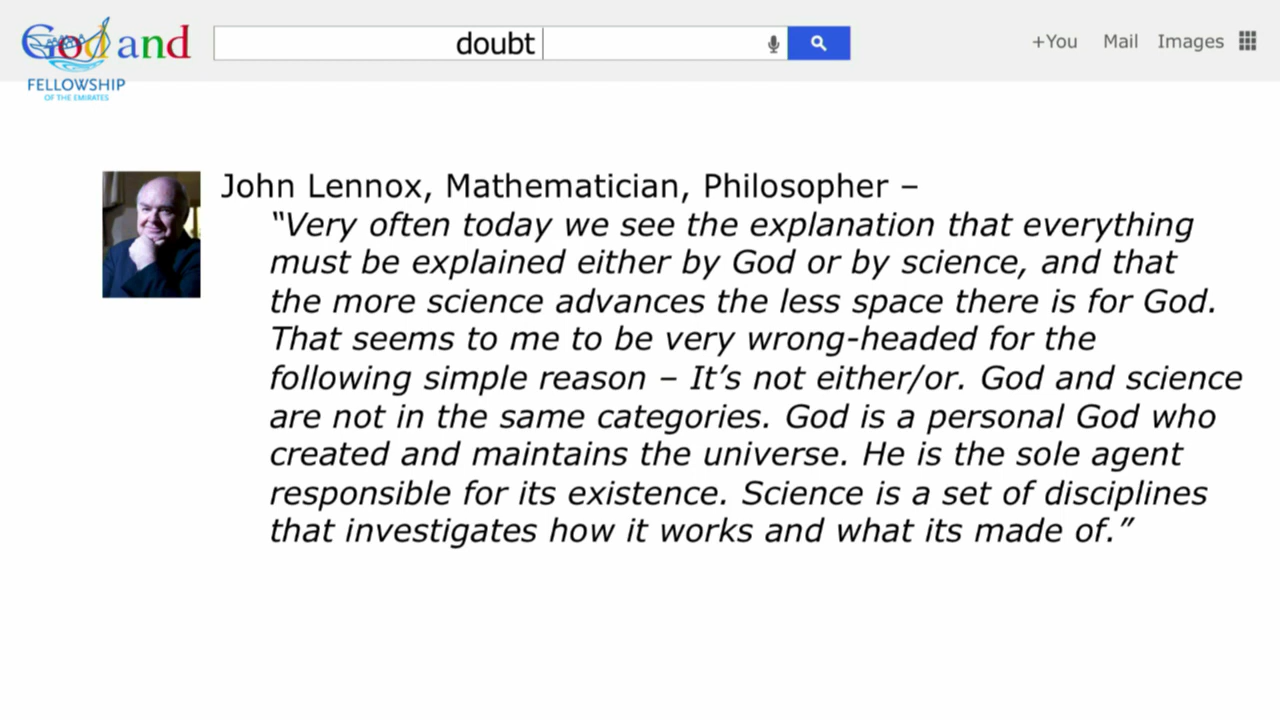 God and
doubt
+You Mail Images
FELLOWSHIP
OF THE EMIRATES
John Lennox, Mathematician, Philosopher –
“Very often today we see the explanation that everything
must be explained either by God or by science, and that
the more science advances the less space there is for God.
That seems to me to be very wrong-headed for the
following simple reason – It’s not either/or. God and science
are not in the same categories. God is a personal God who
created and maintains the universe. He is the sole agent
responsible for its existence. Science is a set of disciplines
that investigates how it works and what its made of.”